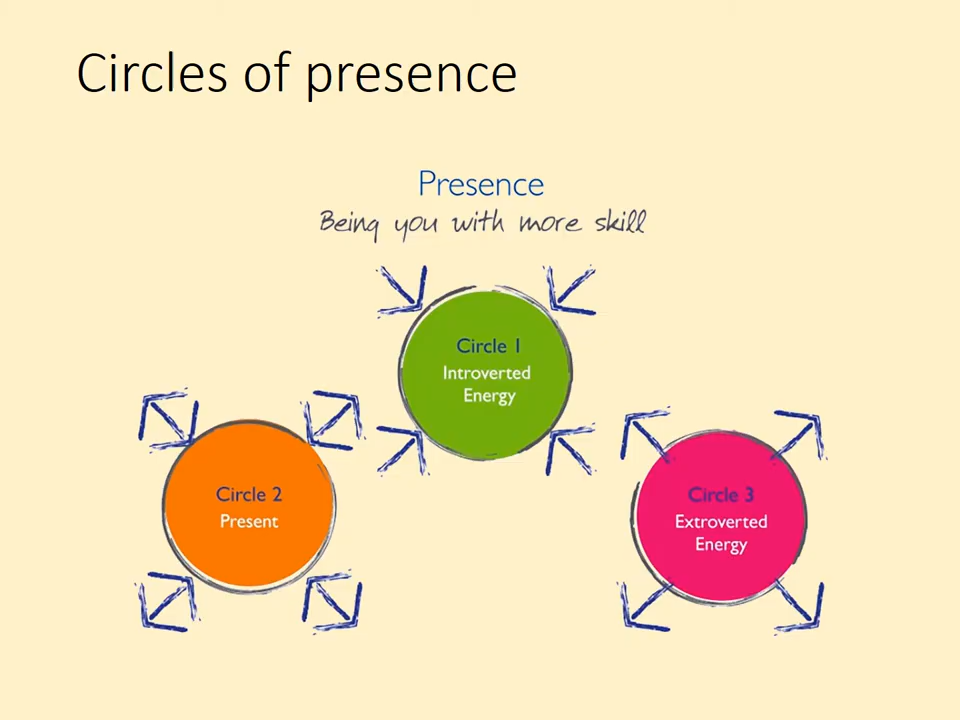 Circles of presence
Presence
Being you with more skill
Circle 1
Introverted
Energy
Circle 2
Present
Circle 3
Extroverted
Energy